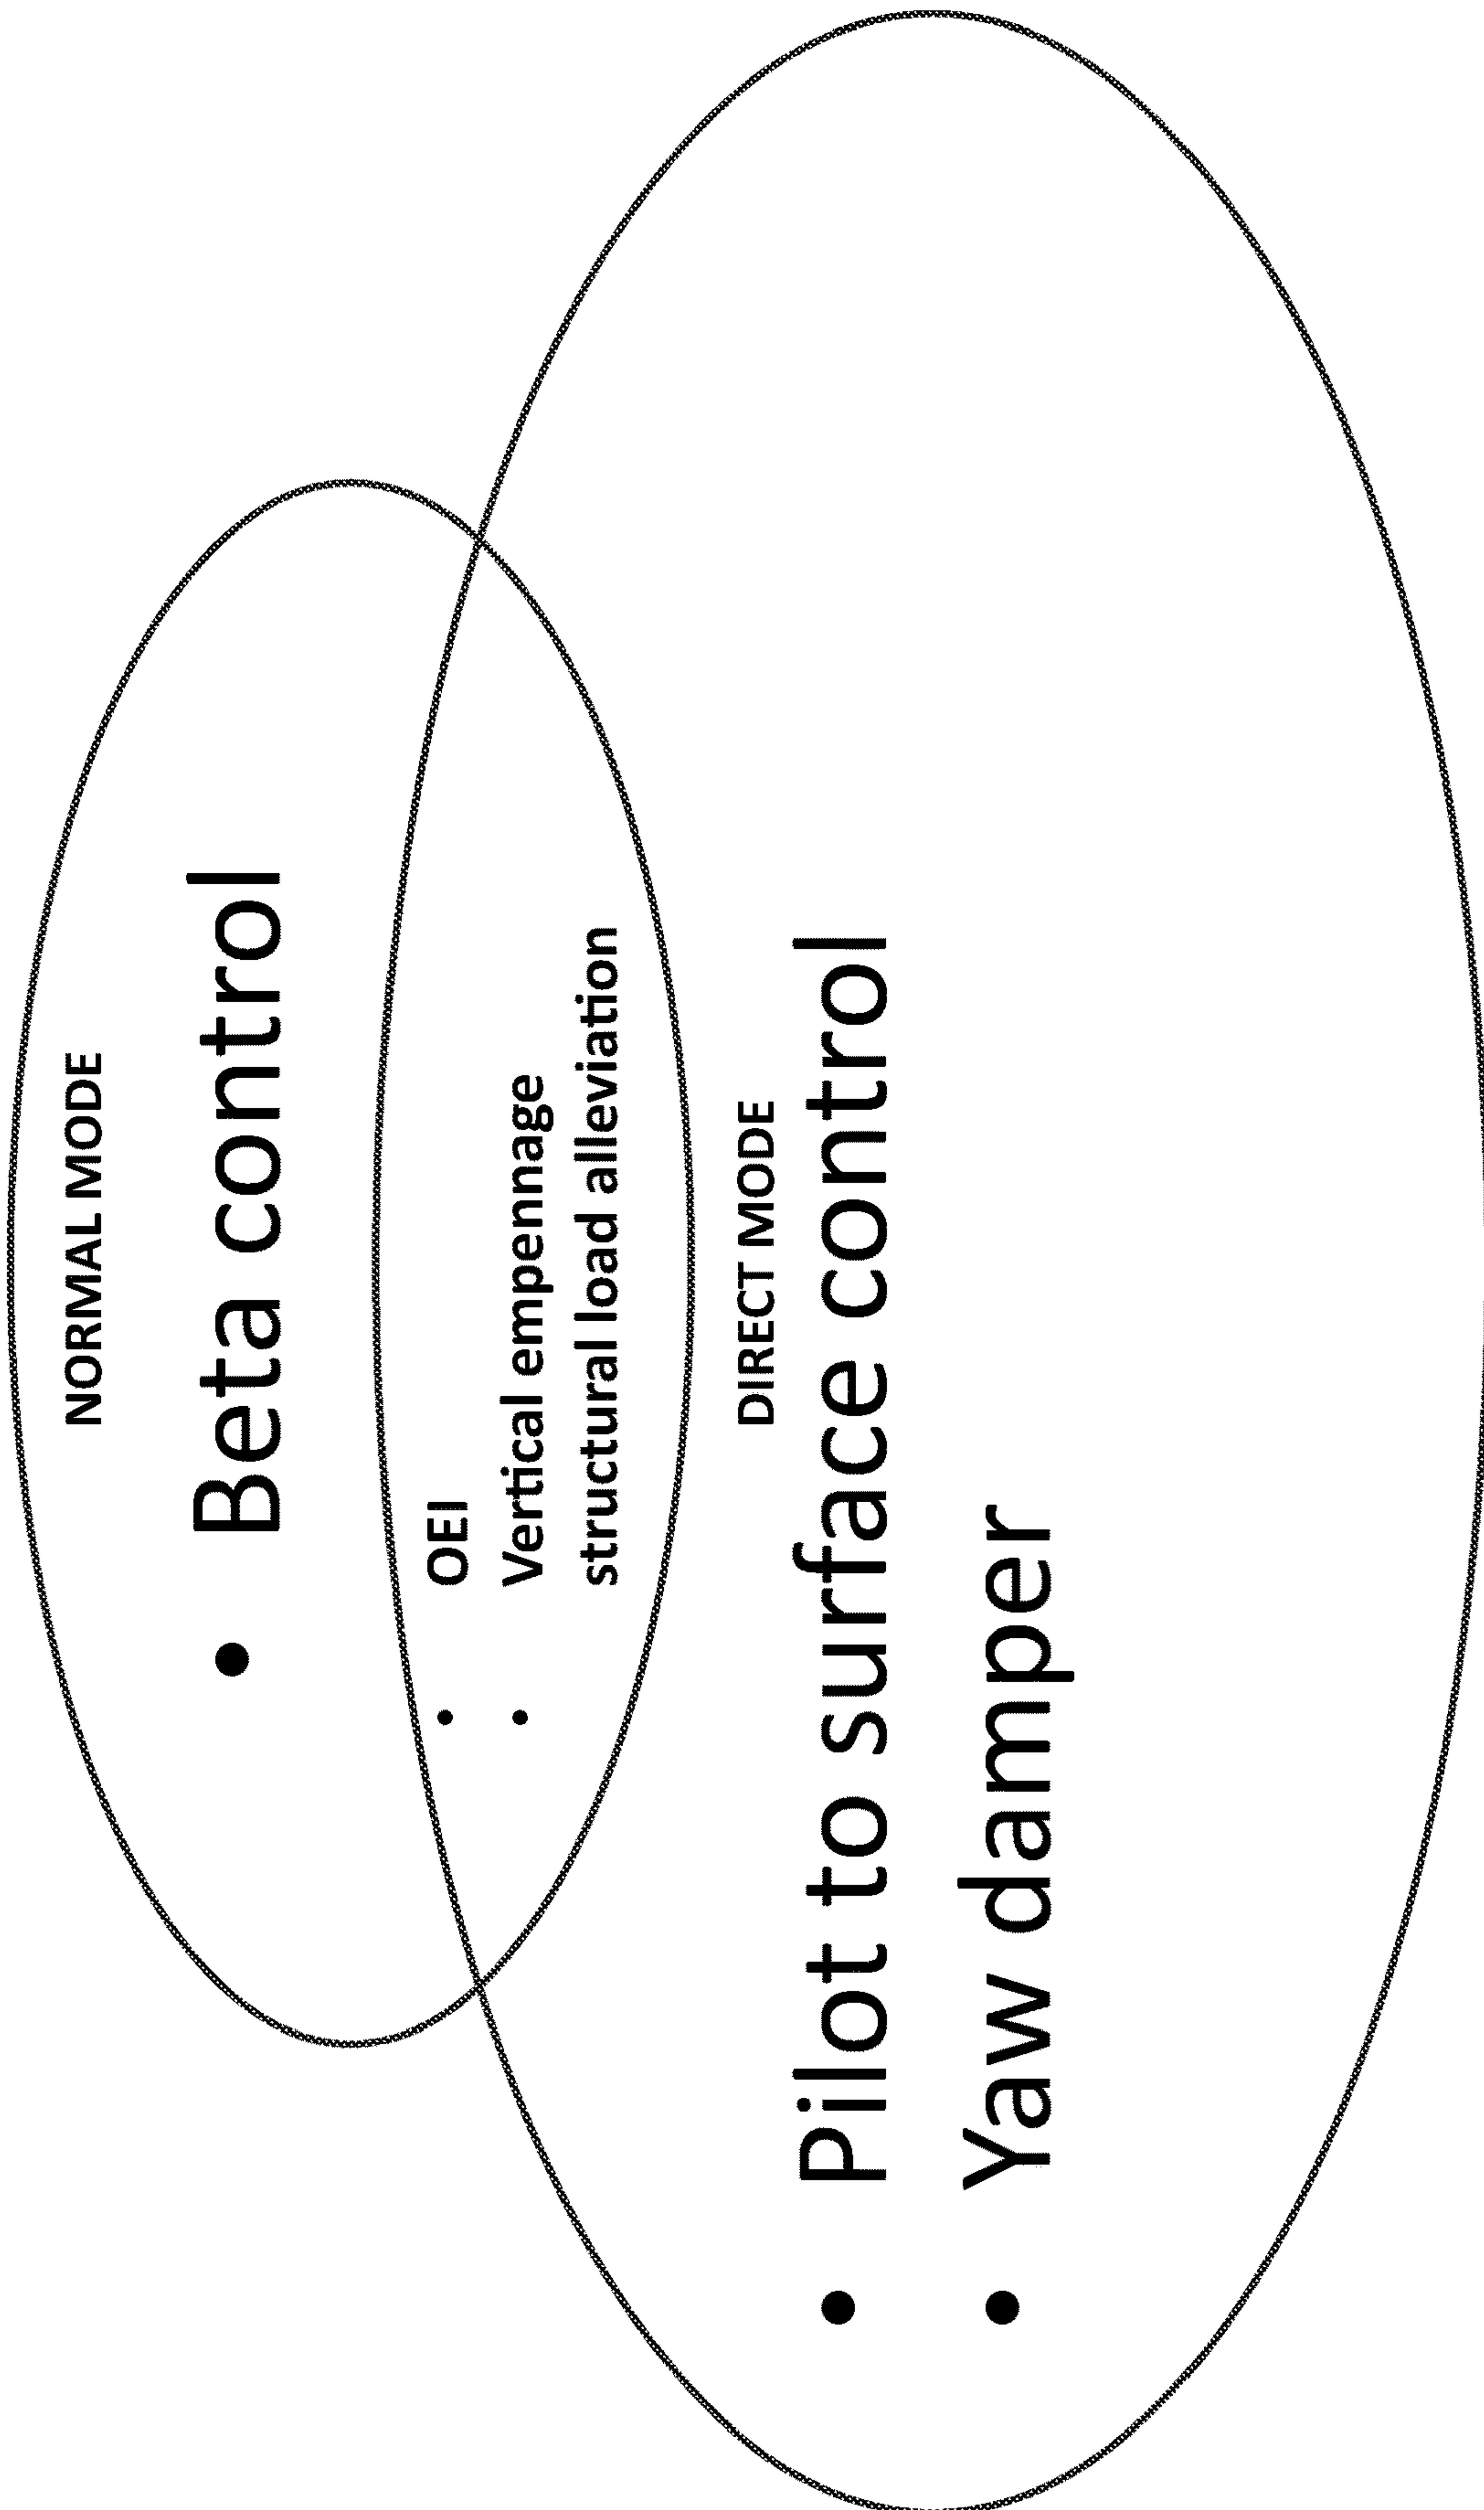 NORMAL MODE
• Beta control
• OEI
• Vertical empennage
structural load alleviation
DIRECT MODE
• Pilot to surface control
• Yaw damper